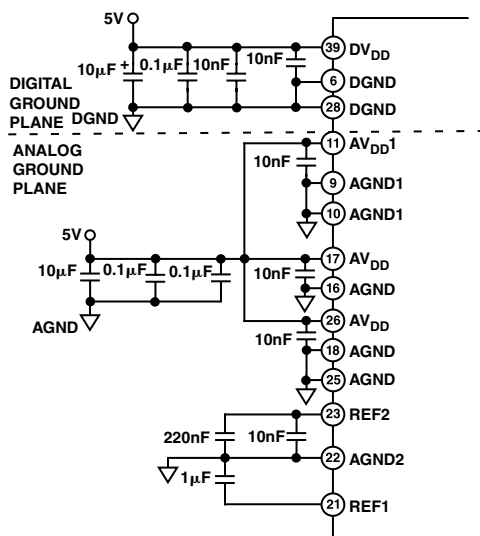 5V
39 DVDD
10μF + 0.1μF 10nF 10nF
6 DGND
28 DGND
DIGITAL
GROUND
PLANE DGND
ANALOG
GROUND
PLANE
11 AVDD1
10nF
9 AGND1
10 AGND1
5V
17 AVDD
10μF 0.1μF 0.1μF 10nF
16 AGND
AGND
26 AVDD
10nF
18 AGND
25 AGND
23 REF2
220nF 10nF
22 AGND2
1μF
21 REF1